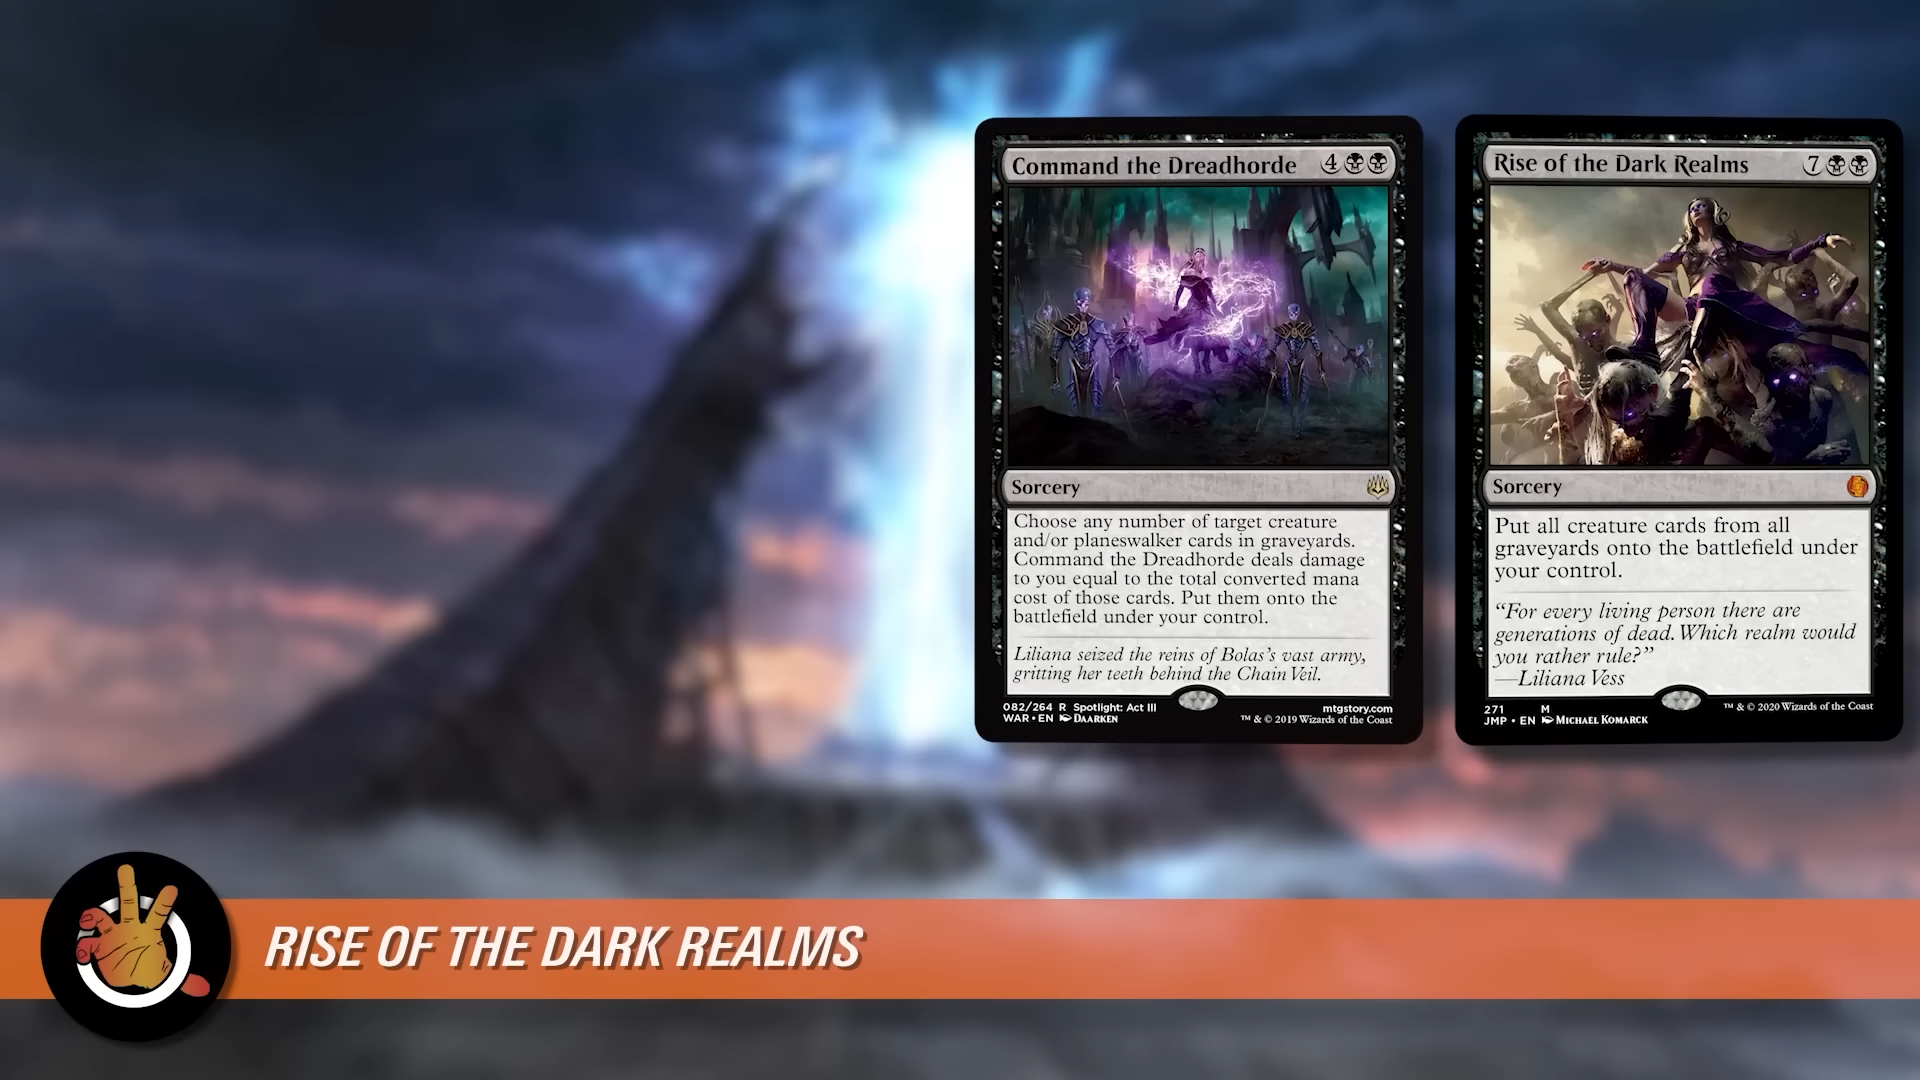 Command the Dreadhorde 4
Sorcery
Choose any number of target creature
and/or planeswalker cards in graveyards.
Command the Dreadhorde deals damage
to you equal to the total converted mana
cost of those cards. Put them onto the
battlefield under your control.
Liliana seized the reins of Bolas's vast army,
gritting her teeth behind the Chain Veil.
082/264 R Spotlight: Act III
WAR • EN DAARKEN
mtgstory.com
™ & © 2019 Wizards of the Coast
Rise of the Dark Realms 7
Sorcery
Put all creature cards from all
graveyards onto the battlefield under
your control.
“For every living person there are
generations of dead. Which realm would
you rather rule?”
—Liliana Vess
271 M
JMP • EN MICHAEL KOMARCK
™ & © 2020 Wizards of the Coast
RISE OF THE DARK REALMS